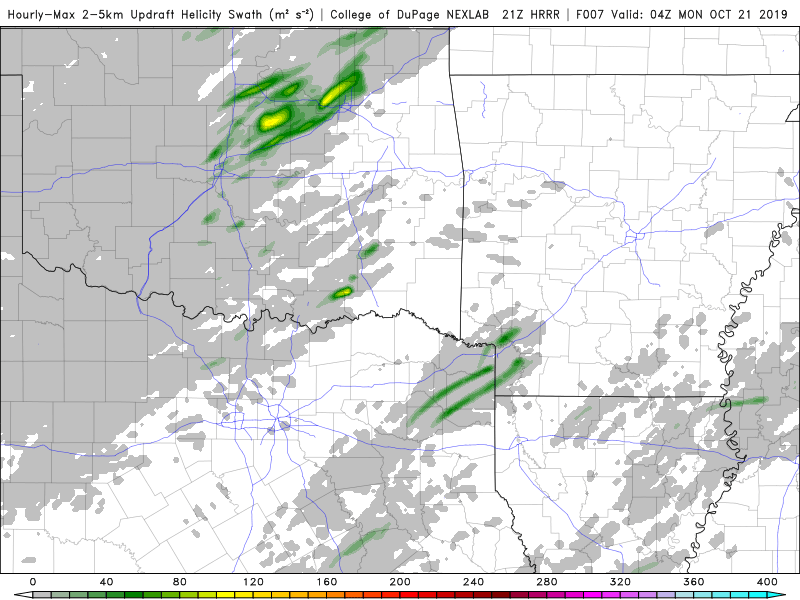 Hourly-Max 2-5km Updraft Helicity Swath (m² s⁻²) | College of DuPage NEXLAB 21Z HRRR | F007 Valid: 04Z MON OCT 21 2019
0 40 80 120 160 200 240 280 320 360 400